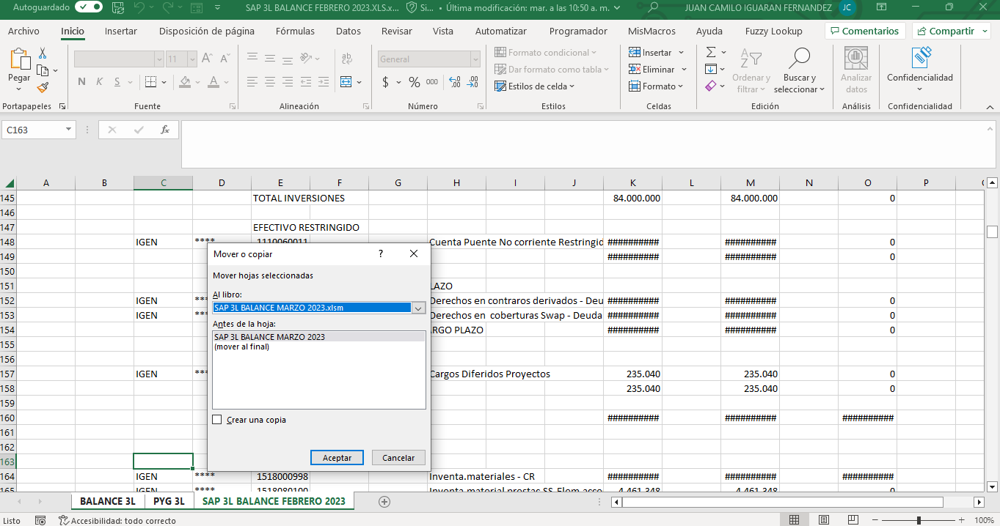 Autoguardado SAP 3L BALANCE FEBRERO 2023.XLS.x... Si... • Última modificación: mar. a las 10:50 a. m. JUAN CAMILO IGUARAN FERNANDEZ JC
Archivo Inicio Insertar Disposición de página Fórmulas Datos Revisar Vista Automatizar Programador MisMacros Ayuda Fuzzy Lookup Comentarios Compartir
Pegar
11 A A
N K S A
Portapapeles Fuente
ab
Alineación
General
$ % 000 ,00 ,00
Número
Formato condicional
Dar formato como tabla
Estilos de celda
Estilos
Insertar
Eliminar
Formato
Celdas
Σ
Ordenar y
filtrar
Buscar y
seleccionar
Edición
Analizar
datos
Análisis
Confidencialidad
Confidencialidad
C163 fx
A B C D E F G H I J K L M N O P
145 TOTAL INVERSIONES 84.000.000 84.000.000 0
146
147 EFECTIVO RESTRINGIDO
148 IGEN **** 1110060011 Cuenta Puente No corriente Restringid ########## ########## 0
149 ########## ########## 0
150
151 LAZO
152 IGEN *** Derechos en contraros derivados - Deu ########## ########## 0
153 IGEN *** Derechos en coberturas Swap - Deuda ########## ########## 0
154 RGO PLAZO ########## ########## 0
155
156
157 IGEN *** Cargos Diferidos Proyectos 235.040 235.040 0
158 235.040 235.040 0
159
160 ########## ########## ##########
161
162
163
164 IGEN **** 1518000998 Inventa.materiales - CR ########## ########## ##########
165 IGEN **** 1518080100 Inventa.material prestas SS-Elem acce 4.461.348 4.461.348 0
Mover o copiar ?
Mover hojas seleccionadas
Al libro:
SAP 3L BALANCE MARZO 2023.xlsm
Antes de la hoja:
SAP 3L BALANCE MARZO 2023
(mover al final)
Crear una copia
Aceptar Cancelar
BALANCE 3L PYG 3L SAP 3L BALANCE FEBRERO 2023
Listo Accesibilidad: todo correcto 100%